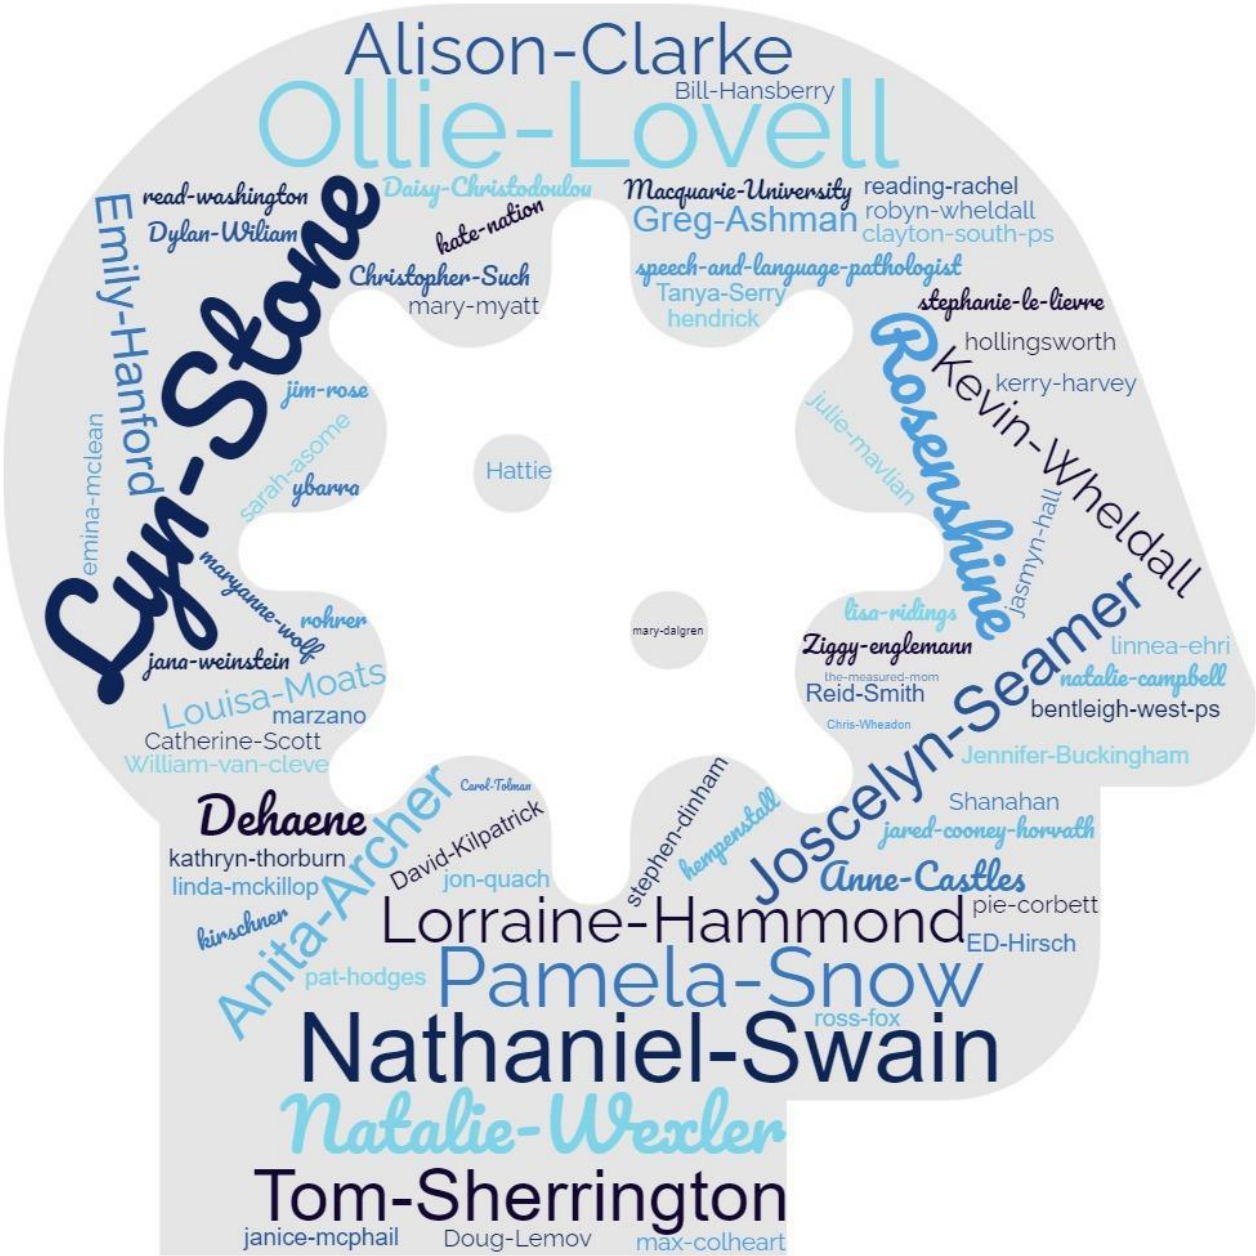 Alison-Clarke
Bill-Hansberry
Ollie-Lovell
read-washington
Daisy-Christodoulou
Macquarie-University
reading-rachel
Emily-Hanford
Dylan-Wiliam
Lyn-Stone
kate-nation
Greg-Ashman
robyn-wheldall
clayton-south-ps
Christopher-Such
speech-and-language-pathologist
mary-myatt
Tanya-Serry
hendrick
stephanie-le-lievre
Rosenshine
hollingsworth
Kevin-Wheldall
kerry-harvey
jim-rose
julie-mavlian
emina-mclean
sarah-asome
ybarra
Hattie
jasmyn-hall
maryanne-wolf
rohrer
lisa-ridings
mary-dalgren
Ziggy-englemann
Joscelyn-Seamer
linnea-ehri
jana-weinstein
the-measured-mom
natalie-campbell
Louisa-Moats
Reid-Smith
marzano
bentleigh-west-ps
Chris-Wheadon
Catherine-Scott
William-van-cleve
Jennifer-Buckingham
Carol-Tolman
Dehaene
Anita-Archer
David-Kilpatrick
stephen-dinham
hempenstall
Shanahan
jared-cooney-horvath
kathryn-thorburn
linda-mckillop
jon-quach
Anne-Castles
kirschner
Lorraine-Hammond
pie-corbett
ED-Hirsch
pat-hodges
Pamela-Snow
ross-fox
Nathaniel-Swain
Natalie-Wexler
Tom-Sherrington
janice-mcphail
Doug-Lemov
max-colheart